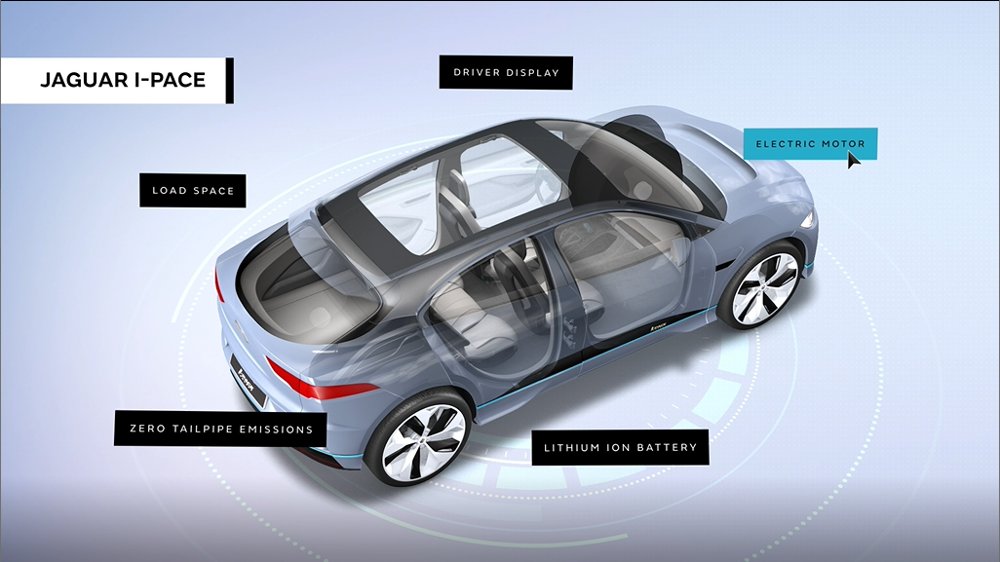 JAGUAR I-PACE
DRIVER DISPLAY
ELECTRIC MOTOR
LOAD SPACE
ZERO TAILPIPE EMISSIONS
LITHIUM ION BATTERY